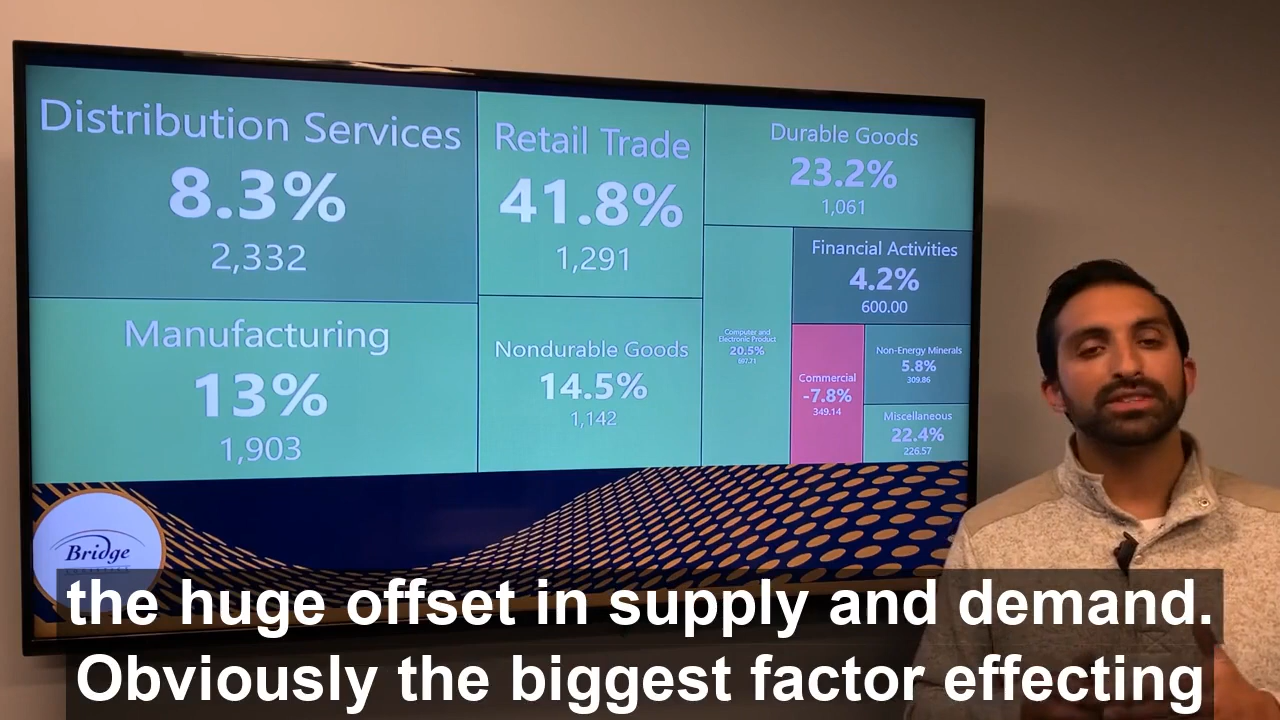 Distribution Services
8.3%
2,332
Manufacturing
13%
1,903
Retail Trade
41.8%
1,291
Nondurable Goods
14.5%
1,142
Durable Goods
23.2%
1,061
Computer and
Electronic Product
20.5%
Financial Activities
4.2%
600.00
Commercial
-7.8%
349.14
Non-Energy Minerals
5.8%
309.86
Miscellaneous
22.4%
226.57
Bridge
the huge offset in supply and demand.
Obviously the biggest factor effecting